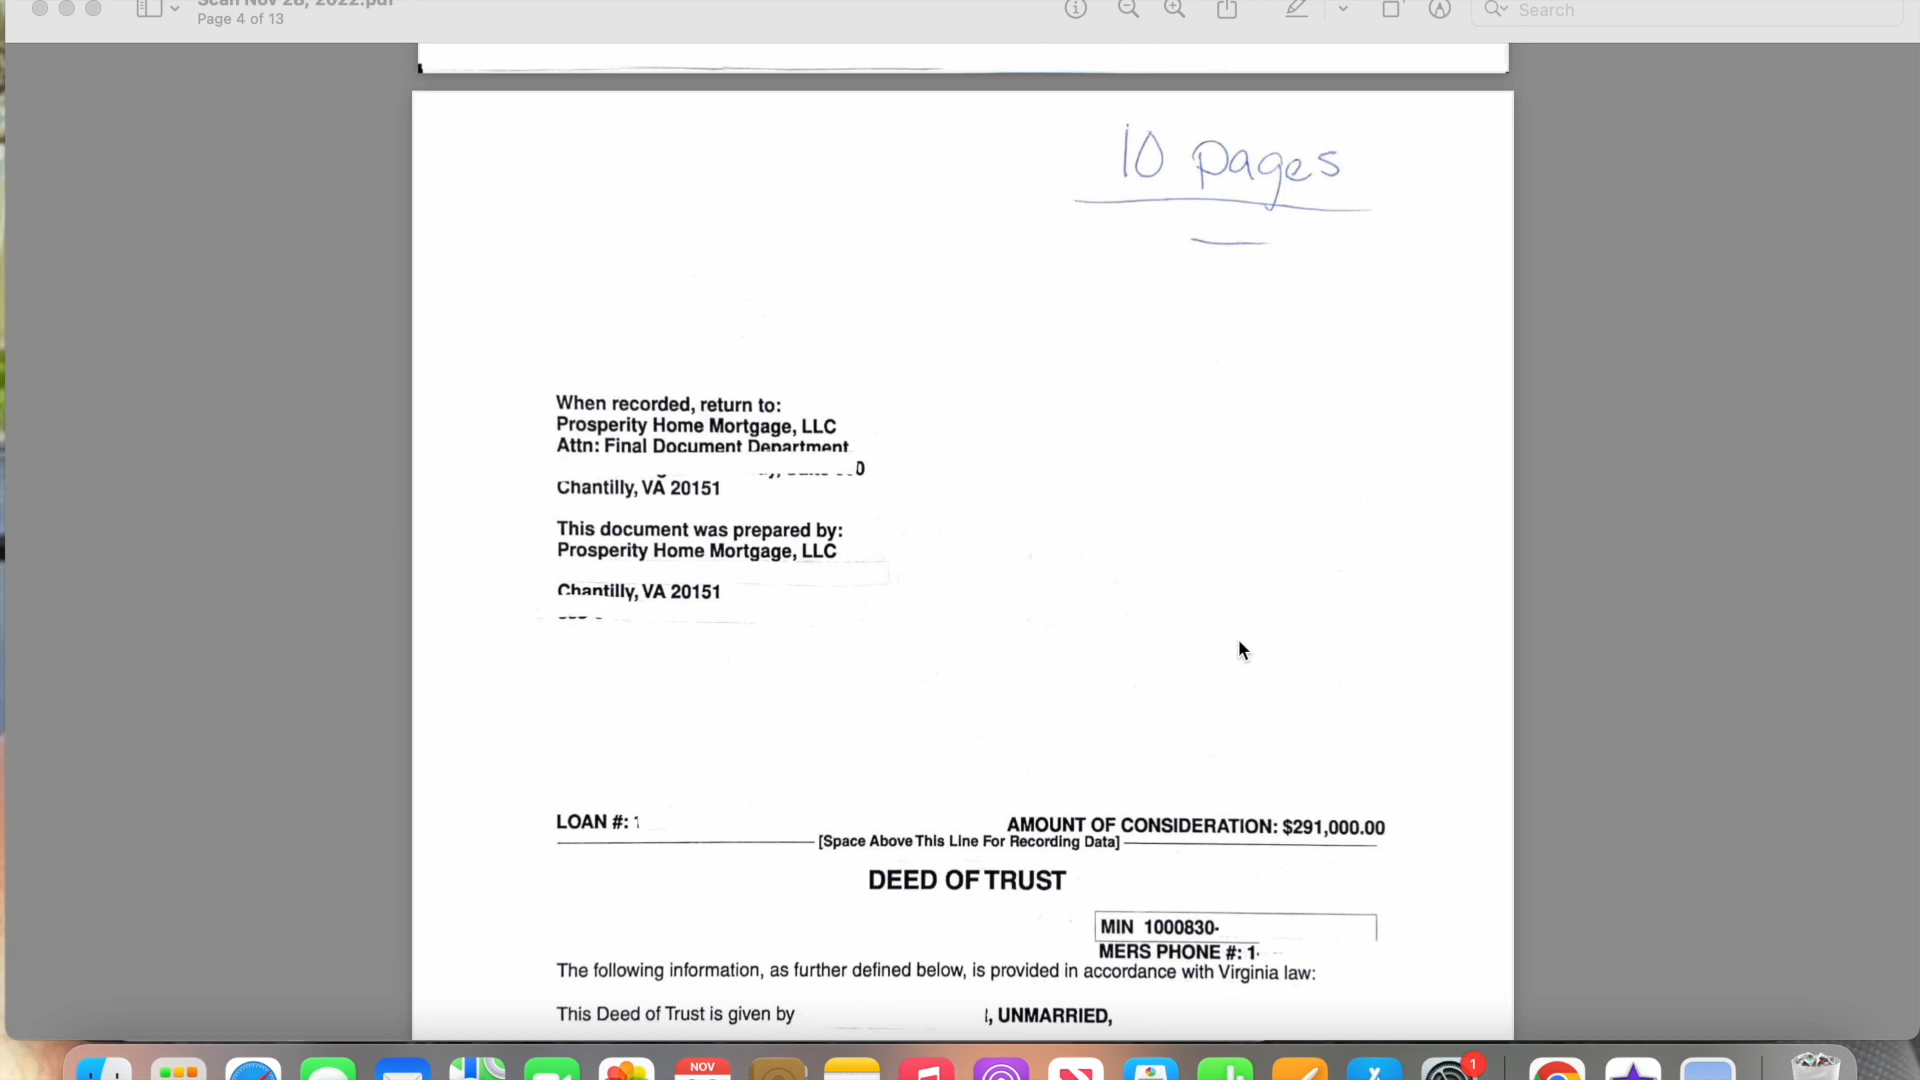 Scan Nov 28, 2022.pdf
Page 4 of 13
Search
10 pages
When recorded, return to:
Prosperity Home Mortgage, LLC
Attn: Final Document Department
0
Chantilly, VA 20151
This document was prepared by:
Prosperity Home Mortgage, LLC
Chantilly, VA 20151
LOAN #: 1
AMOUNT OF CONSIDERATION: $291,000.00
[Space Above This Line For Recording Data]
DEED OF TRUST
MIN 1000830-
MERS PHONE #: 1-
The following information, as further defined below, is provided in accordance with Virginia law:
This Deed of Trust is given by , UNMARRIED,
NOV
1